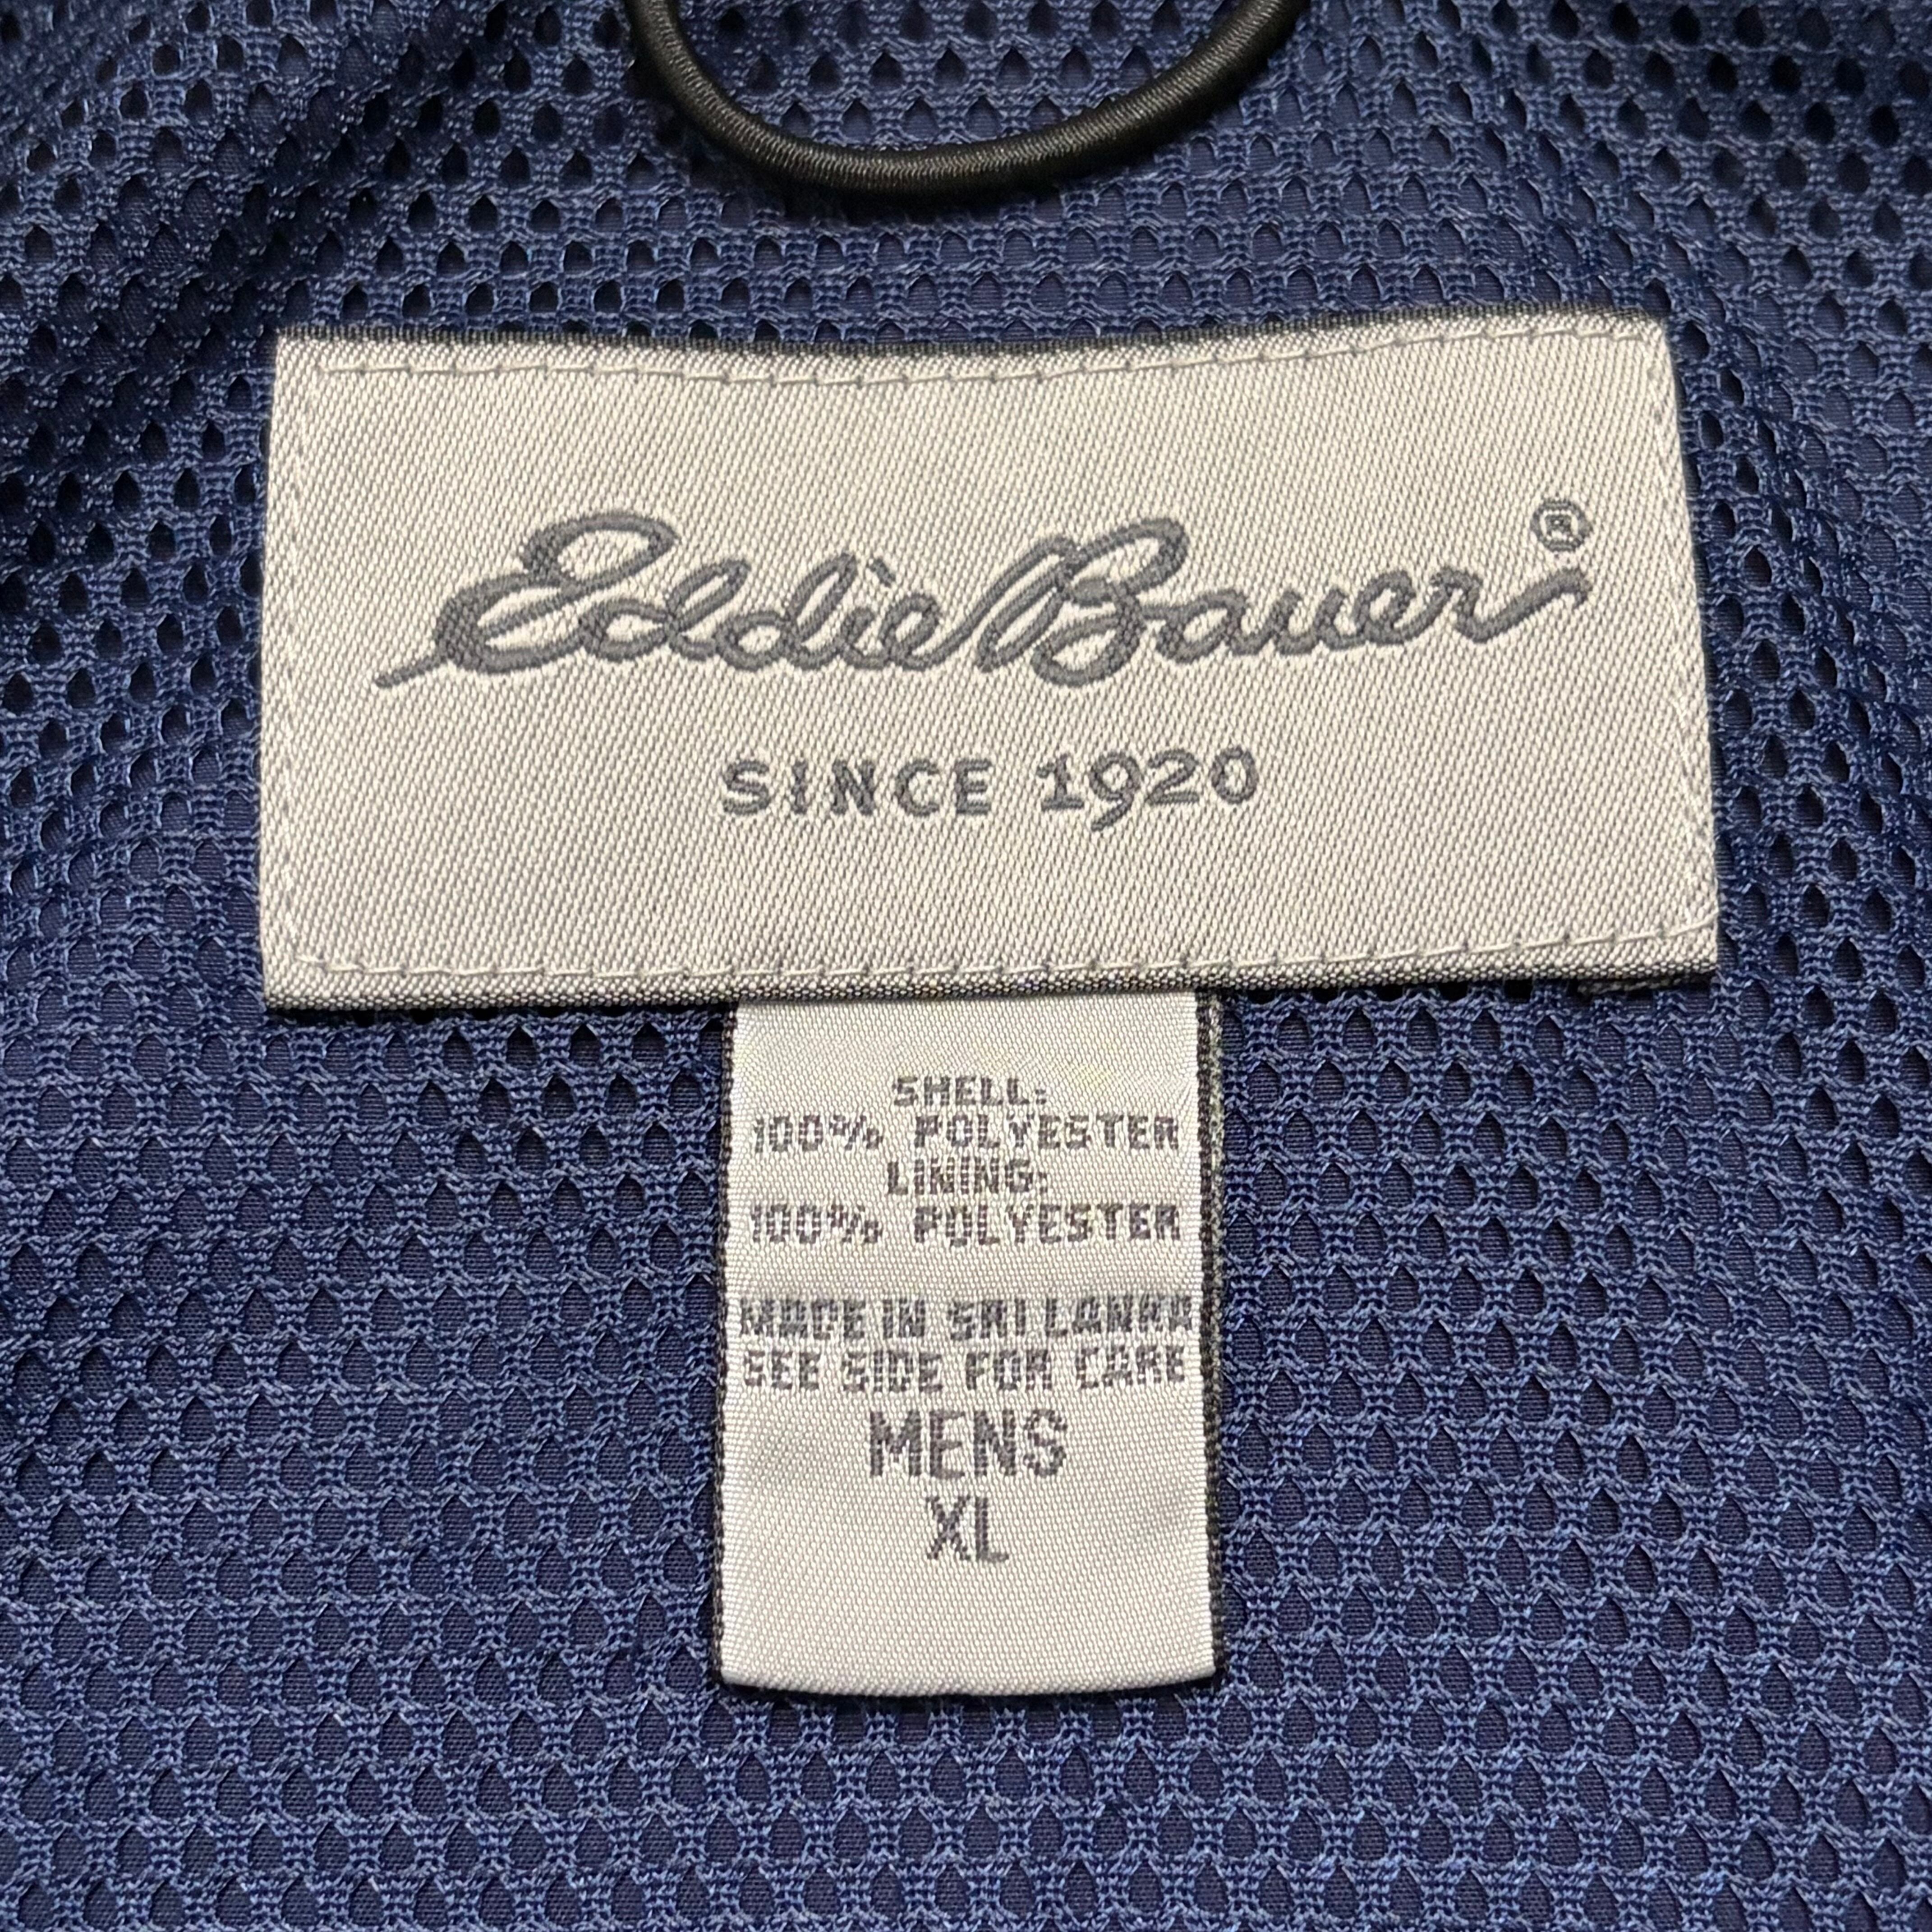 Eddie Bauer®
SINCE 1920
SHELL:
100% POLYESTER
LINING:
100% POLYESTER
MADE IN SRI LANKA
SEE SIDE FOR CARE
MENS
XL